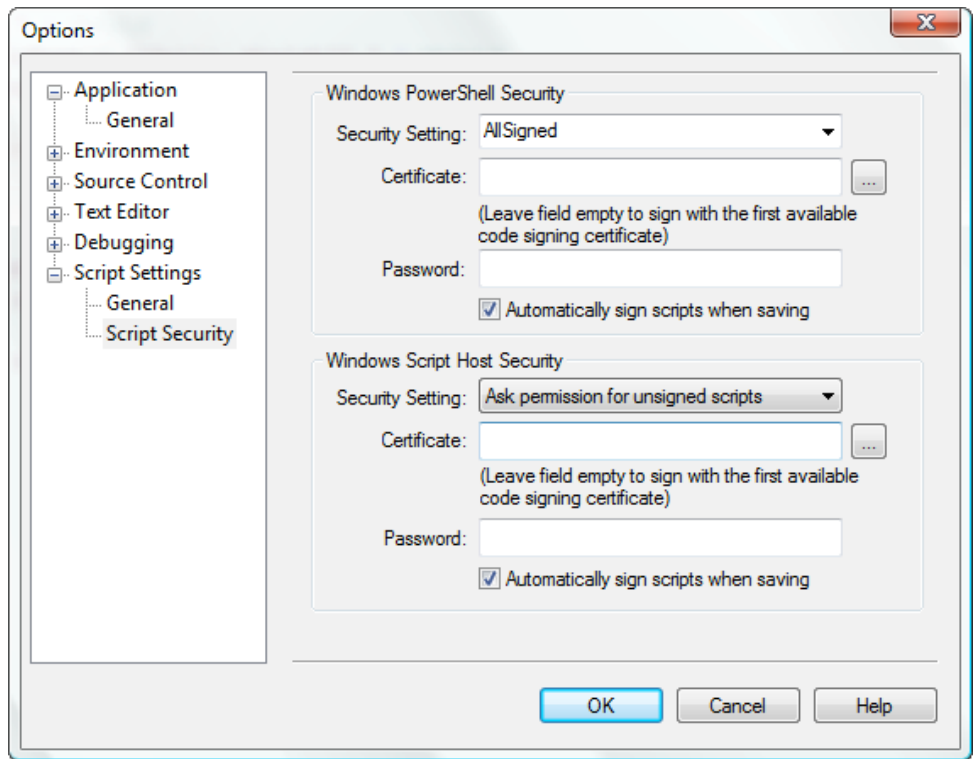 Options
Application
General
Environment
Source Control
Text Editor
Debugging
Script Settings
General
Script Security
Windows PowerShell Security
Security Setting: AllSigned
Certificate: ...
(Leave field empty to sign with the first available
code signing certificate)
Password:
Automatically sign scripts when saving
Windows Script Host Security
Security Setting: Ask permission for unsigned scripts
Certificate: ...
(Leave field empty to sign with the first available
code signing certificate)
Password:
Automatically sign scripts when saving
OK Cancel Help